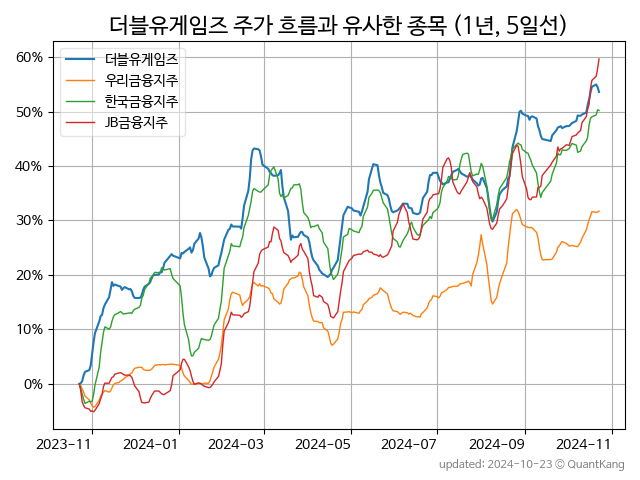 더블유게임즈 주가 흐름과 유사한 종목 (1년, 5일선)
더블유게임즈
우리금융지주
한국금융지주
JB금융지주
60%
50%
40%
30%
20%
10%
0%
2023-11 2024-01 2024-03 2024-05 2024-07 2024-09 2024-11
updated: 2024-10-23 © QuantKang